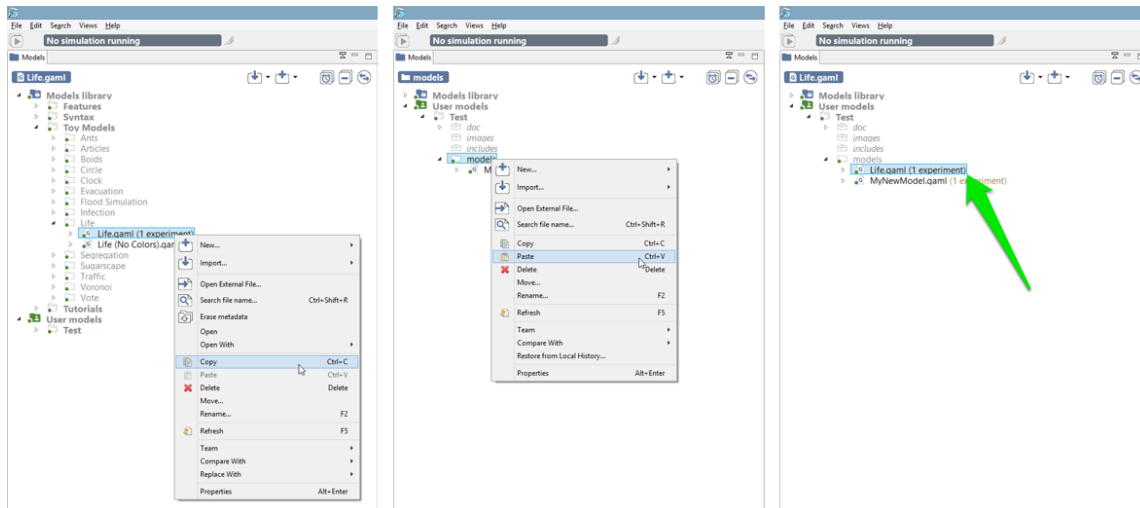 File Edit Search Views Help
No simulation running
Models
Life.gaml
Models library
Features
Syntax
Toy Models
Ants
Articles
Boids
Circle
Clock
Evacuation
Flood Simulation
Infection
Life
Life.gaml (1 experiment)
Life (No Colors).gam
Segregation
Sugarscape
Traffic
Voronoi
Vote
Tutorials
User models
Test
New...
Import...
Open External File...
Search file name... Ctrl+Shift+R
Erase metadata
Open
Open With
Copy Ctrl+C
Paste Ctrl+V
Delete Delete
Move...
Rename... F2
Refresh F5
Team
Compare With
Replace With
Properties Alt+Enter
File Edit Search Views Help
No simulation running
Models
models
Models library
User models
Test
doc
images
includes
models
M
New...
Import...
Open External File...
Search file name... Ctrl+Shift+R
Copy Ctrl+C
Paste Ctrl+V
Delete Delete
Move...
Rename... F2
Refresh F5
Team
Compare With
Restore from Local History...
Properties Alt+Enter
File Edit Search Views Help
No simulation running
Models
Life.gaml
Models library
User models
Test
doc
images
includes
models
Life.gaml (1 experiment)
MyNewModel.gaml (1 experiment)